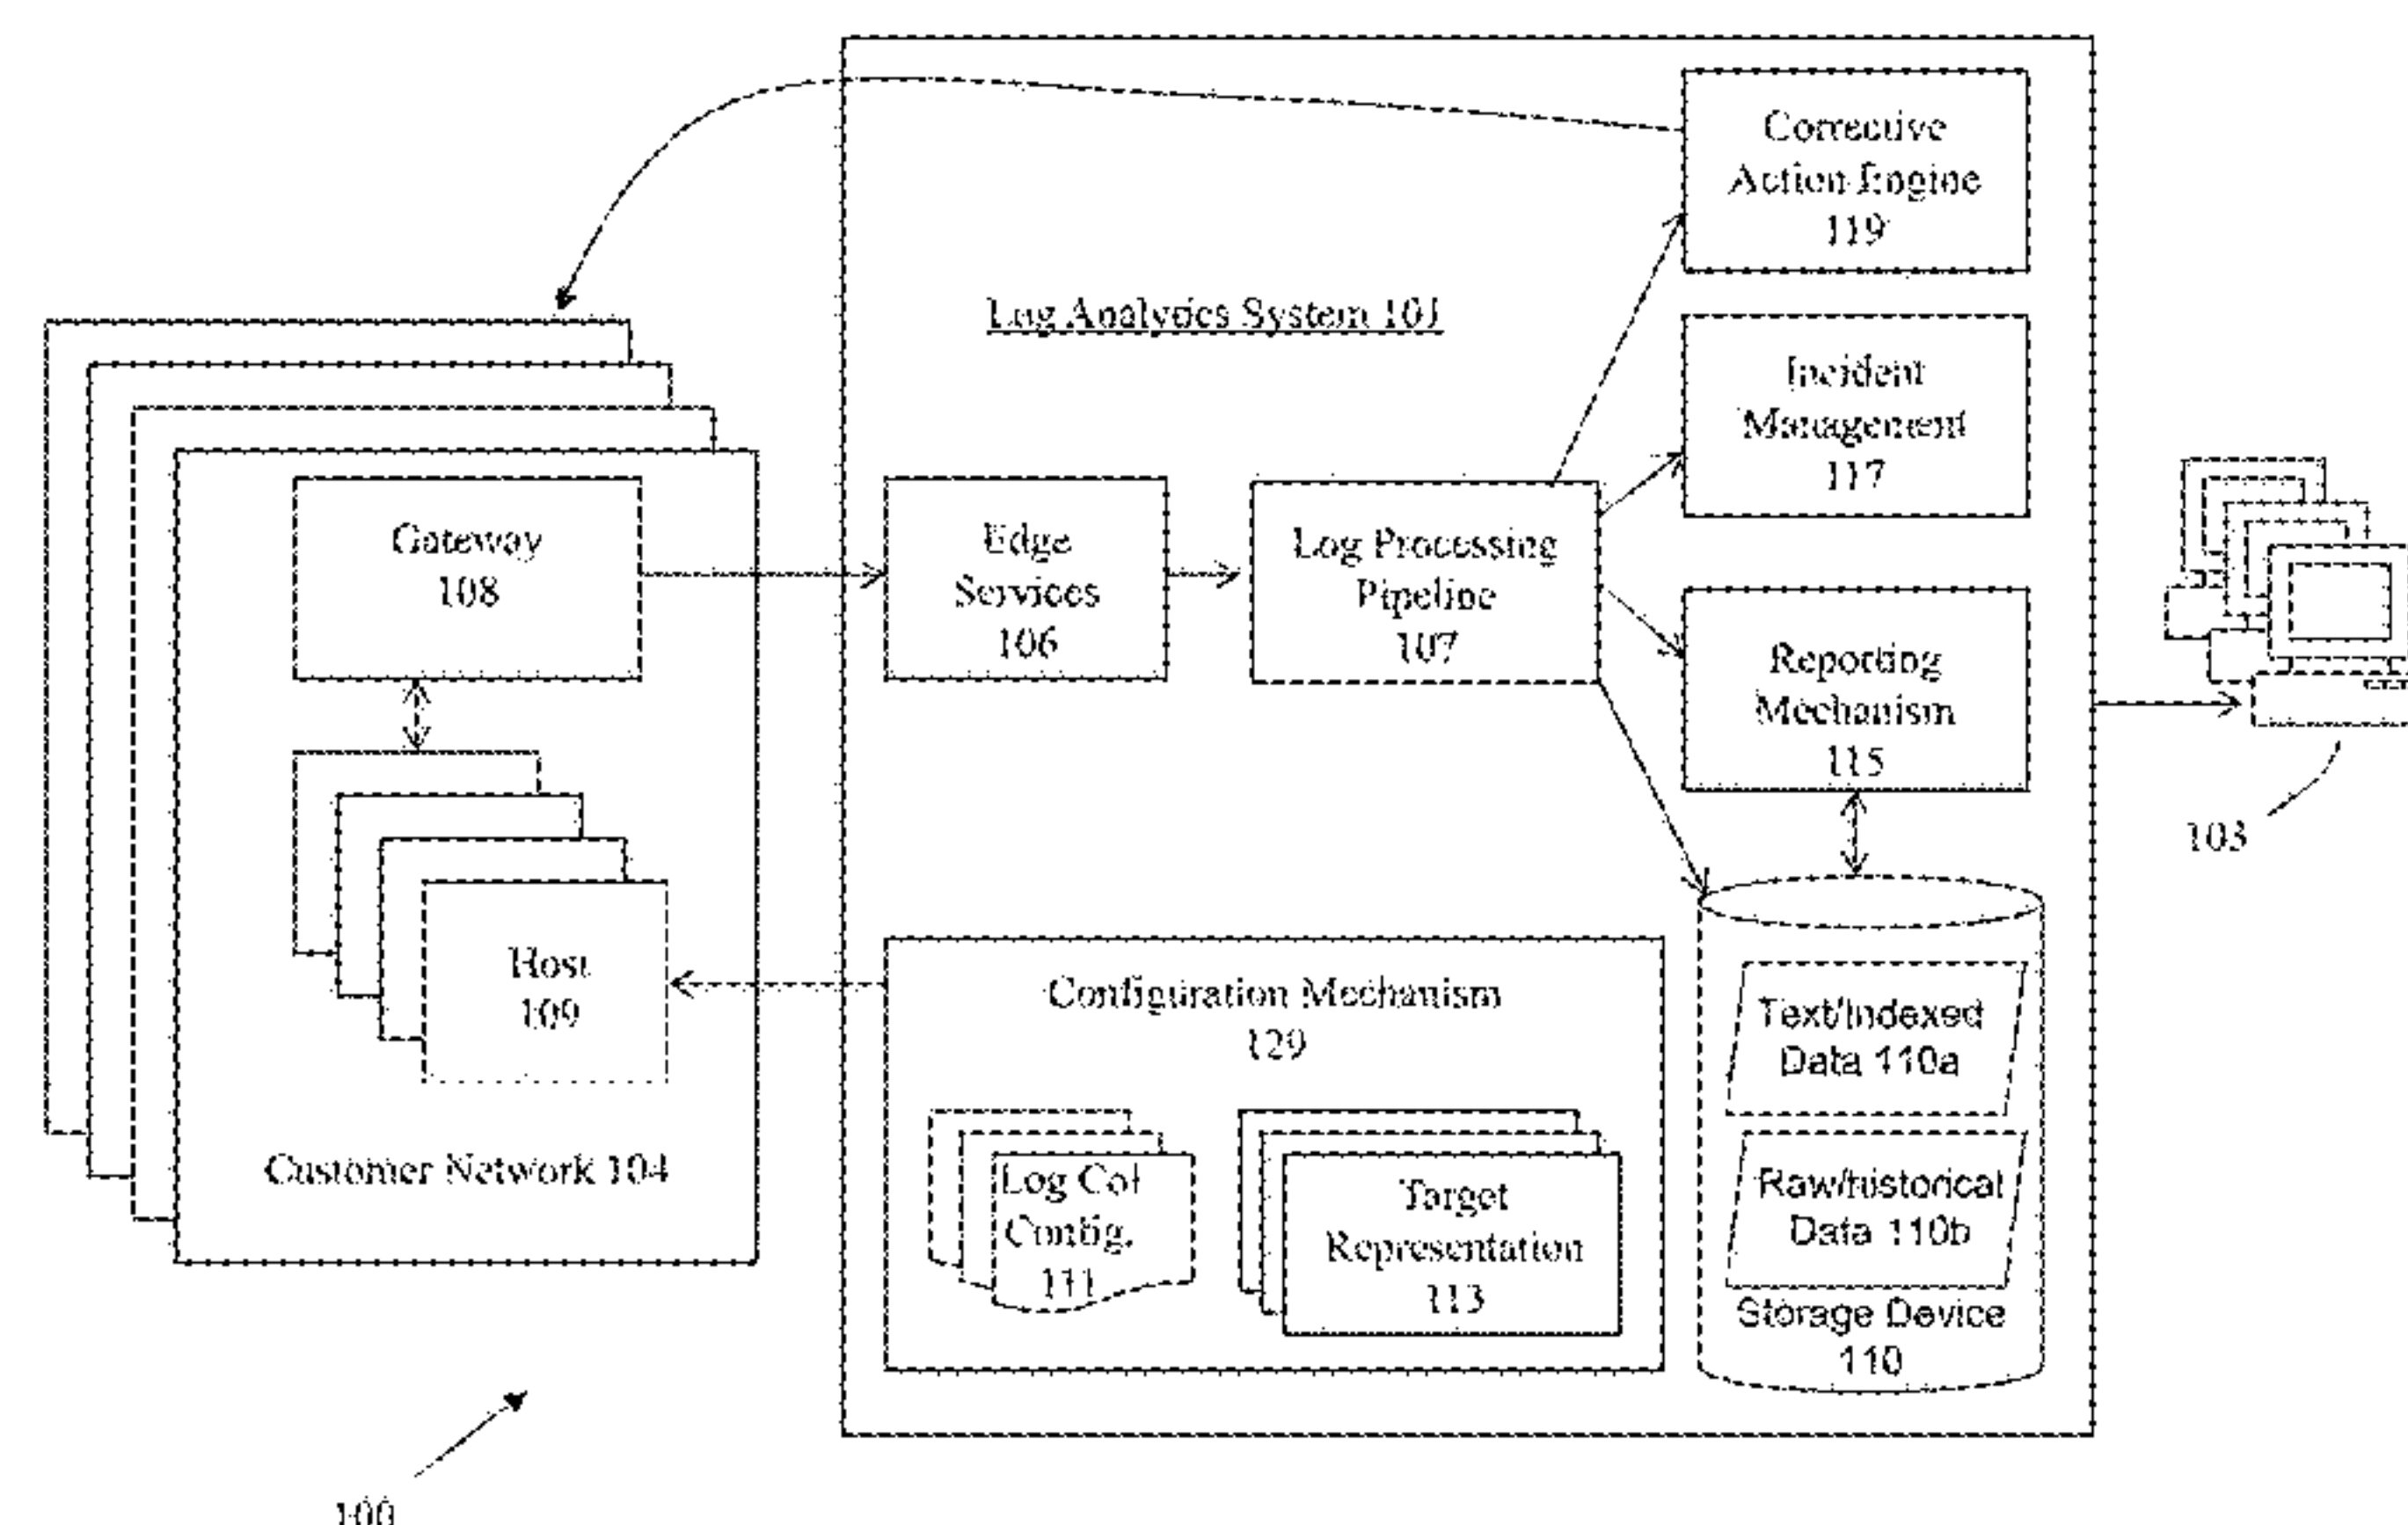 Corrective
Action Engine
119
Log Analytics System 101
Incident
Management
117
Gateway
108
Edge
Services
106
Log Processing
Pipeline
107
Reporting
Mechanism
115
103
Host
109
Configuration Mechanism
129
Text/Indexed
Data 110a
Customer Network 104
Log Col
Config.
111
Target
Representation
113
Raw/historical
Data 110b
Storage Device
110
100